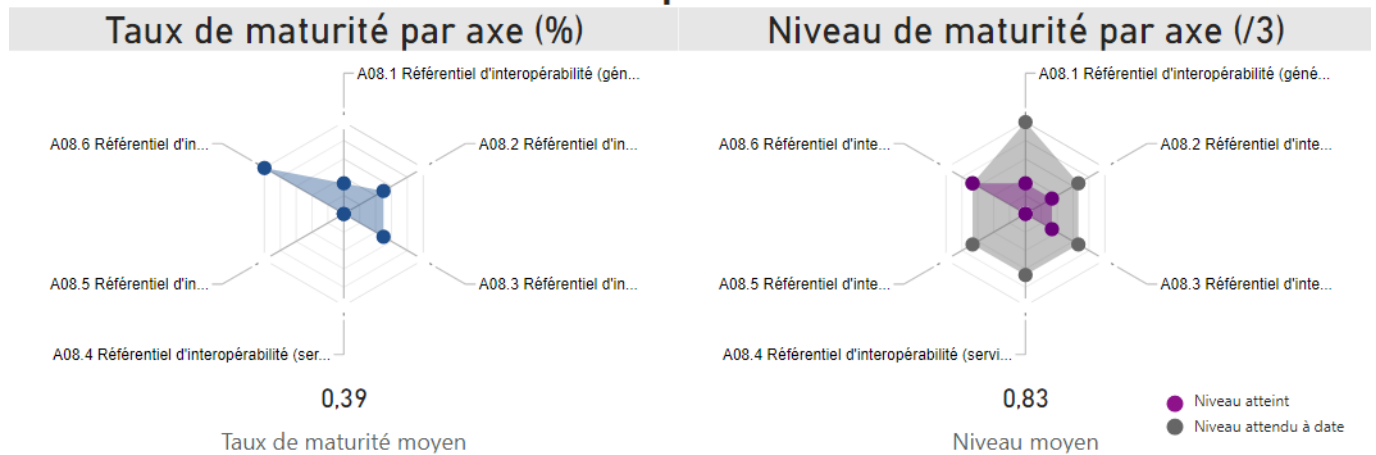 Taux de maturité par axe (%)
A08.1 Référentiel d'interopérabilité (gén...
A08.6 Référentiel d'in...
A08.2 Référentiel d'in...
A08.5 Référentiel d'in...
A08.3 Référentiel d'in...
A08.4 Référentiel d'interopérabilité (ser...
0,39
Taux de maturité moyen
Niveau de maturité par axe (/3)
A08.1 Référentiel d'interopérabilité (géné...
A08.6 Référentiel d'inte...
A08.2 Référentiel d'inte...
A08.5 Référentiel d'inte...
A08.3 Référentiel d'inte...
A08.4 Référentiel d'interopérabilité (servi...
0,83
Niveau moyen
Niveau atteint
Niveau attendu à date